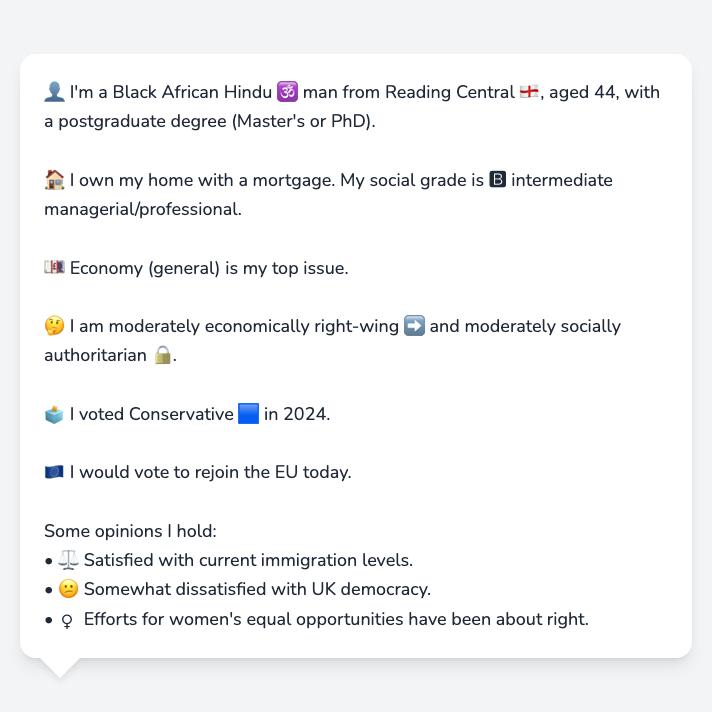 👤 I'm a Black African Hindu 🕉️ man from Reading Central 🏴󠁧󠁢󠁥󠁮󠁧󠁿, aged 44, with
a postgraduate degree (Master's or PhD).
🏠 I own my home with a mortgage. My social grade is 🅱 intermediate
managerial/professional.
💷 Economy (general) is my top issue.
🤔 I am moderately economically right-wing ➡️ and moderately socially
authoritarian 🔒.
🗳️ I voted Conservative 🟦 in 2024.
🇪🇺 I would vote to rejoin the EU today.
Some opinions I hold:
• ⚖️ Satisfied with current immigration levels.
• 😕 Somewhat dissatisfied with UK democracy.
• ♀ Efforts for women's equal opportunities have been about right.